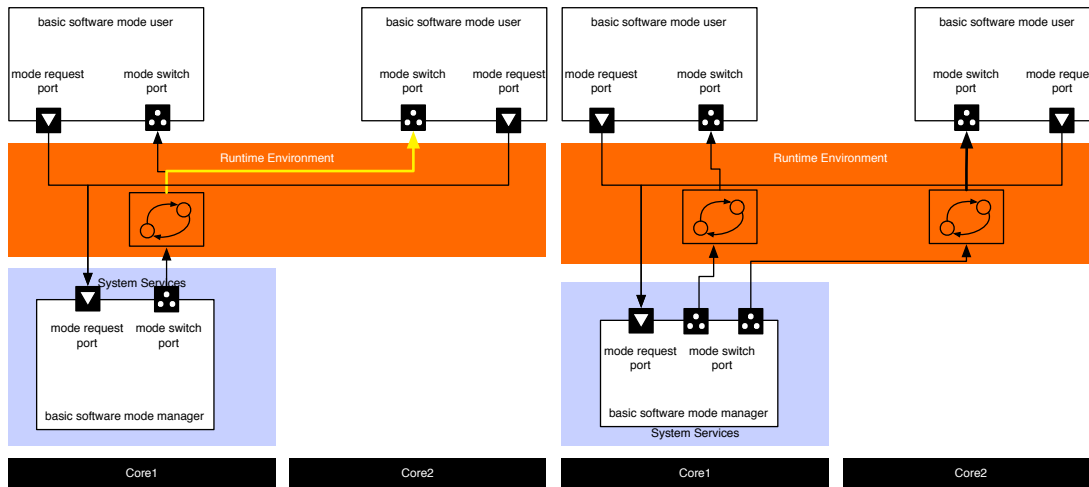 basic software mode user
mode request
port
mode switch
port
basic software mode user
mode switch
port
mode request
port
Runtime Environment
System Services
mode request
port
mode switch
port
basic software mode manager
Core1
Core2
basic software mode user
mode request
port
mode switch
port
basic software mode user
mode switch
port
mode reque
port
Runtime Environment
mode request
port
mode switch
port
basic software mode manager
System Services
Core1
Core2